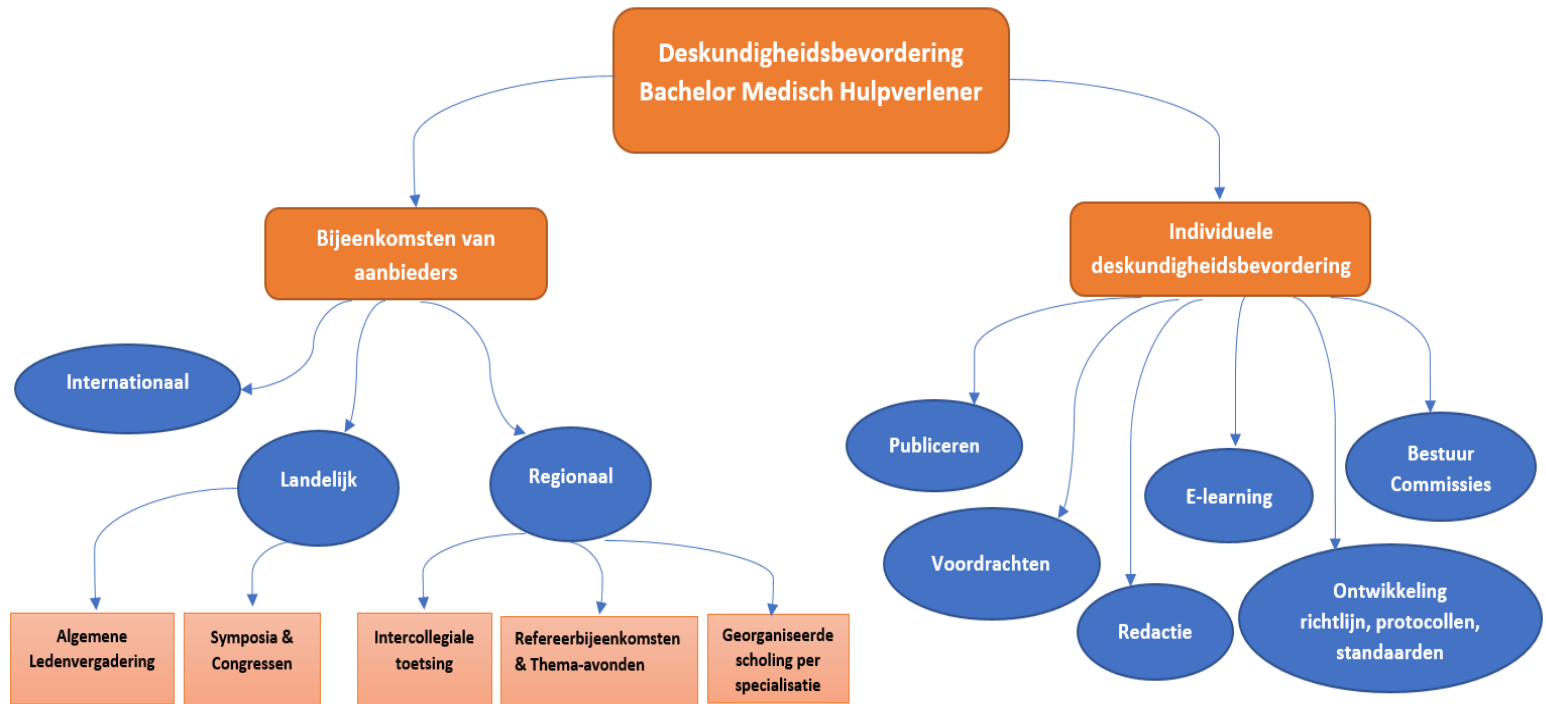 Deskundigheidsbevordering
Bachelor Medisch Hulpverlener
Bijeenkomsten van
aanbieders
Individuele
deskundigheidsbevordering
Internationaal
Landelijk
Regionaal
Publiceren
Voordrachten
Redactie
E-learning
Ontwikkeling
richtlijn, protocollen,
standaarden
Bestuur
Commissies
Algemene
Ledenvergadering
Symposia &
Congressen
Intercollegiale
toetsing
Refereerbijeenkomsten
& Thema-avonden
Georganiseerde
scholing per
specialisatie